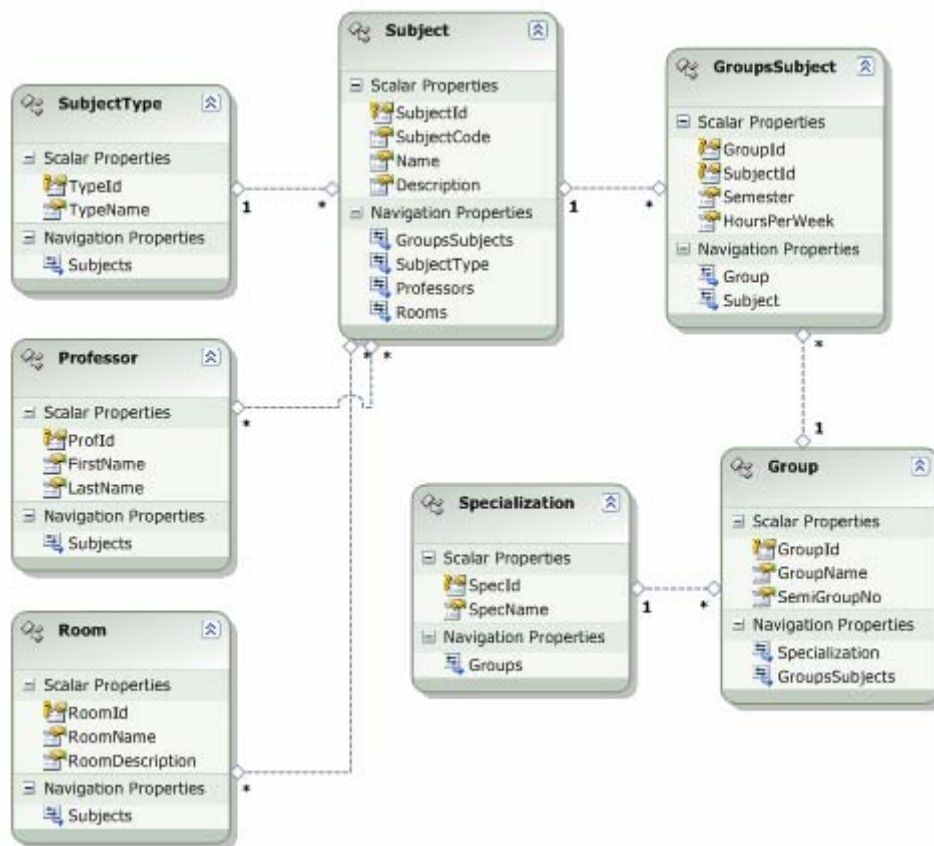 SubjectType
Scalar Properties
TypeId
TypeName
Navigation Properties
Subjects
1
*
Subject
Scalar Properties
SubjectId
SubjectCode
Name
Description
Navigation Properties
GroupsSubjects
SubjectType
Professors
Rooms
1
*
GroupsSubject
Scalar Properties
GroupId
SubjectId
Semester
HoursPerWeek
Navigation Properties
Group
Subject
*
1
Professor
Scalar Properties
ProfId
FirstName
LastName
Navigation Properties
Subjects
*
*
*
Specialization
Scalar Properties
SpecId
SpecName
Navigation Properties
Groups
1
*
Group
Scalar Properties
GroupId
GroupName
SemiGroupNo
Navigation Properties
Specialization
GroupsSubjects
Room
Scalar Properties
RoomId
RoomName
RoomDescription
Navigation Properties
Subjects
*